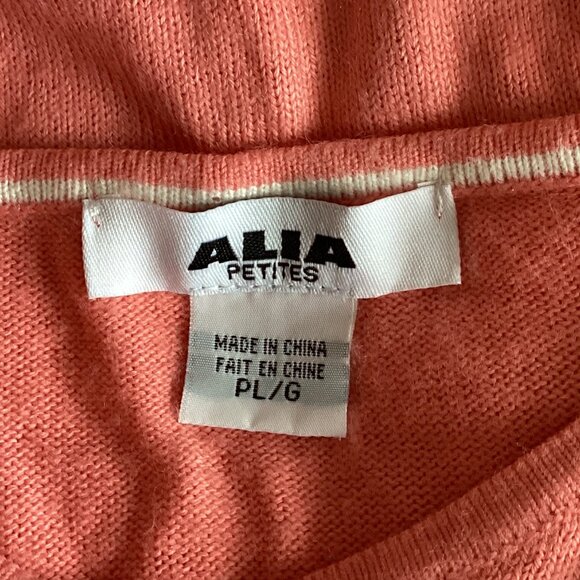 ALIA
PETITES
MADE IN CHINA
FAIT EN CHINE
PL/G